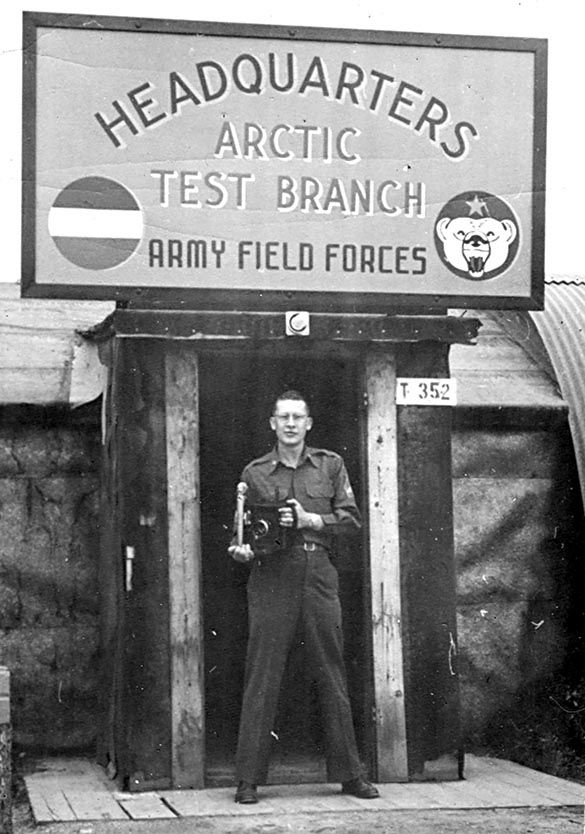 HEADQUARTERS
ARCTIC
TEST BRANCH
ARMY FIELD FORCES
T 352